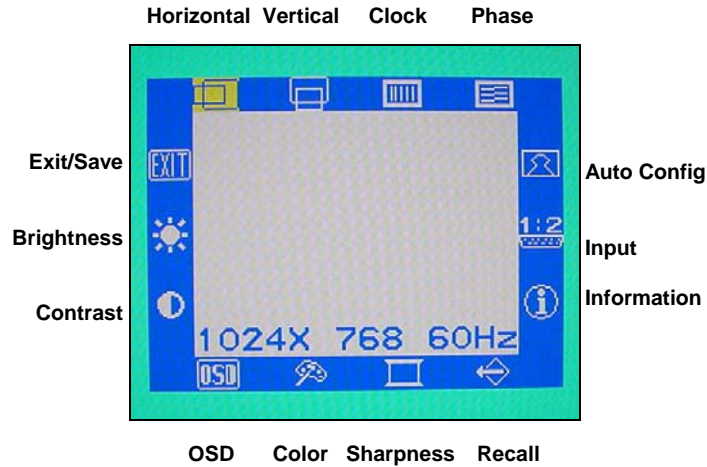 Horizontal Vertical Clock Phase
Exit/Save
EXIT
Auto Config
Brightness
1:2
Input
Contrast
Information
1024X 768 60Hz
OSD
OSD Color Sharpness Recall